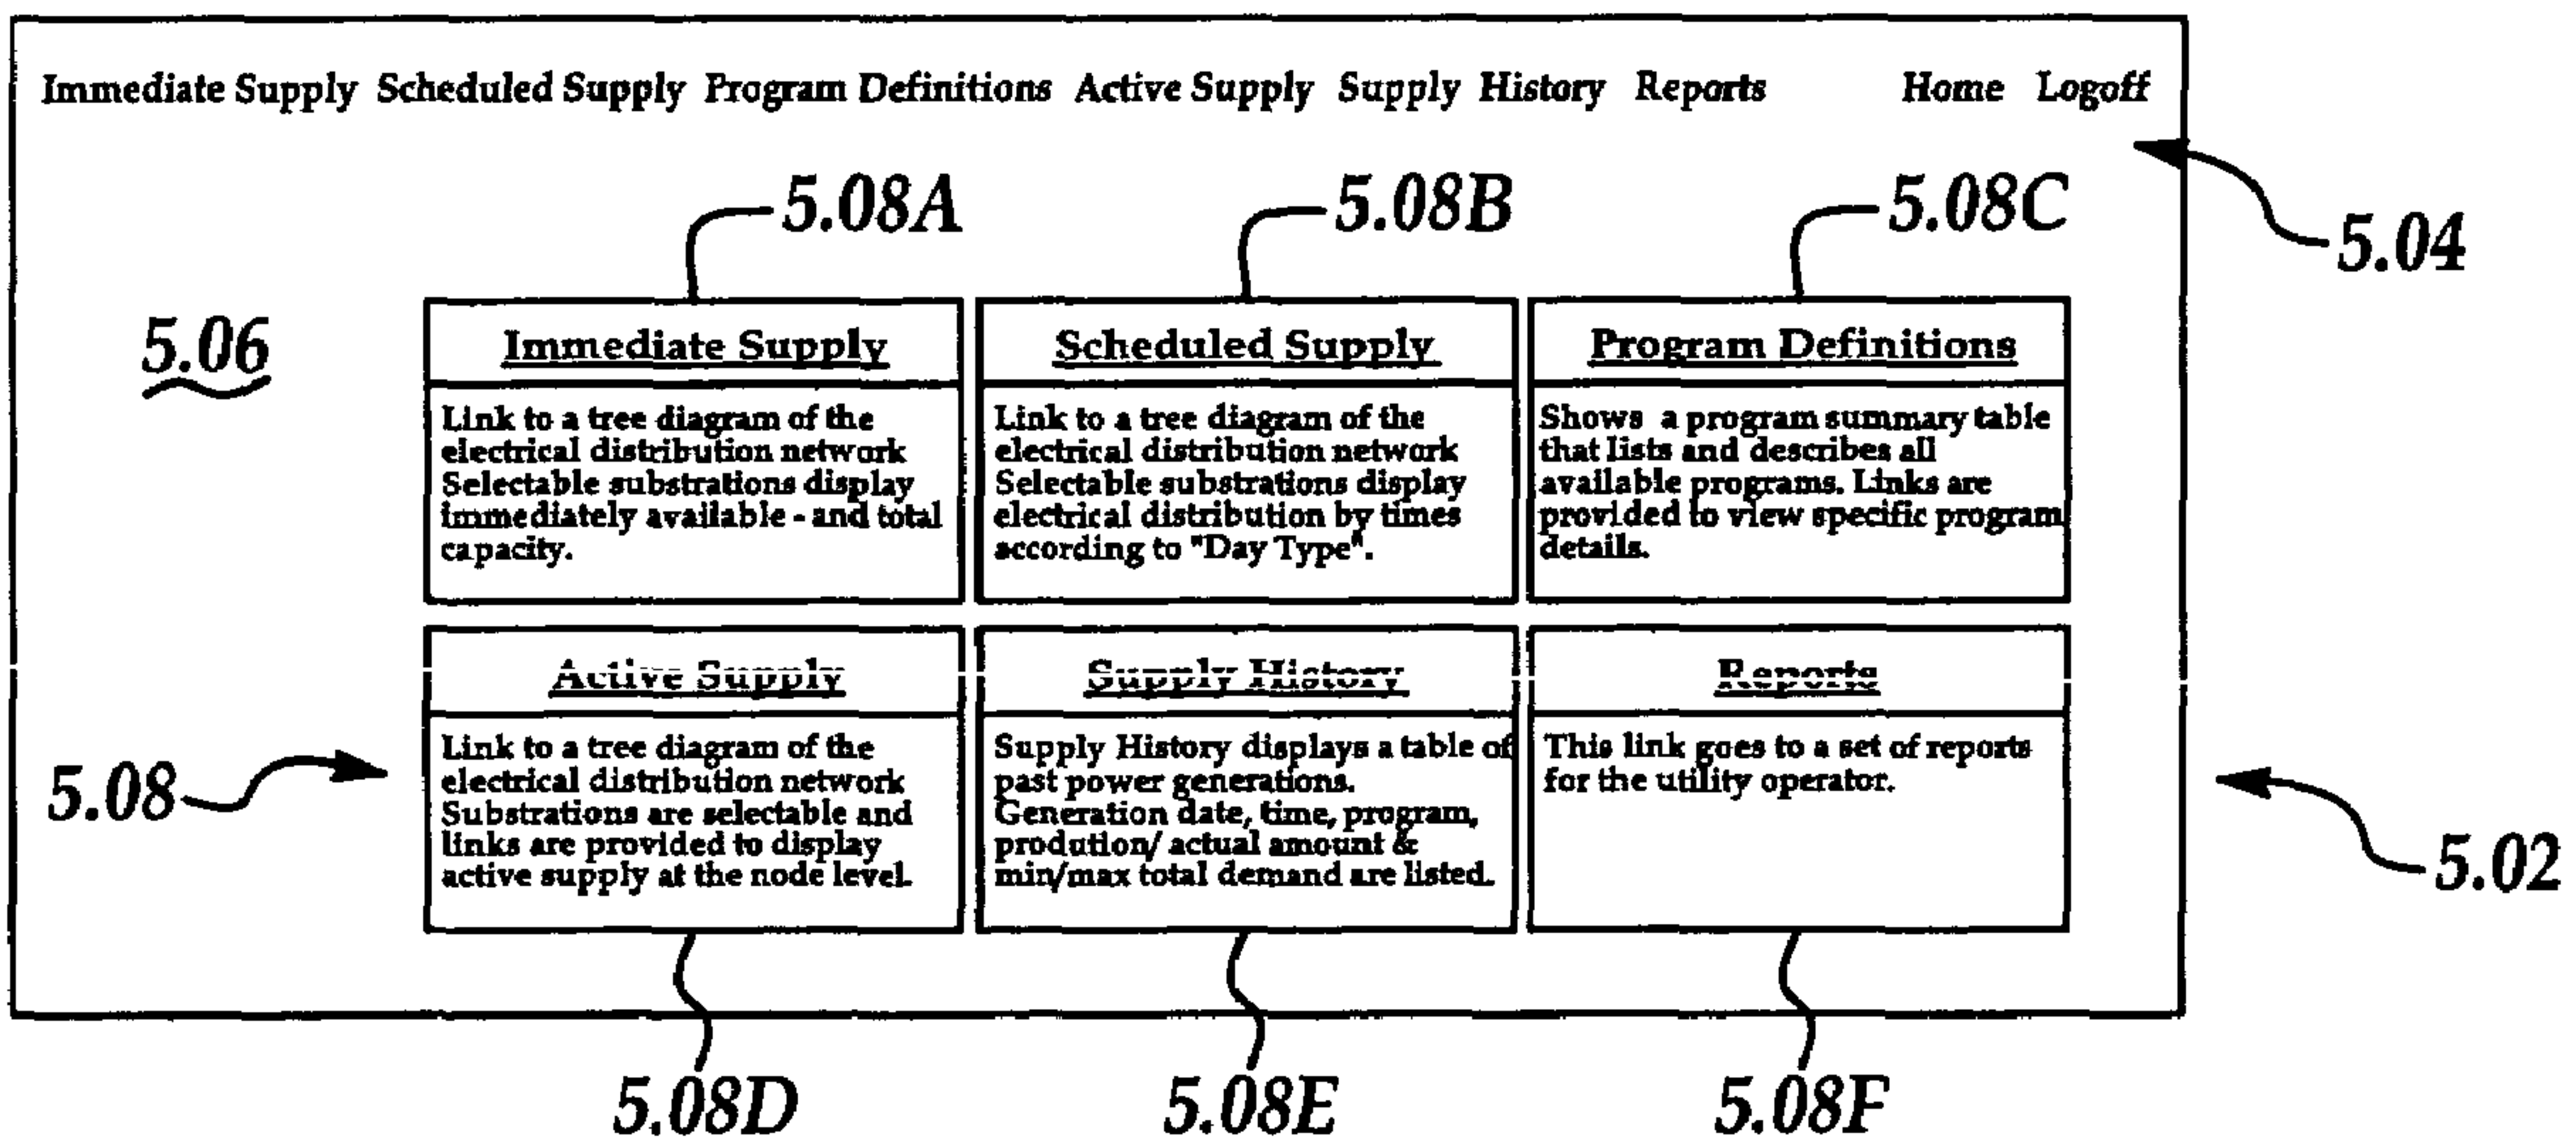 Immediate Supply Scheduled Supply Program Definitions Active Supply Supply History Reports Home Logoff
5.04
5.08A
5.08B
5.08C
5.06
Immediate Supply
Link to a tree diagram of the
electrical distribution network
Selectable substrations display
immediately available - and total
capacity.
Scheduled Supply
Link to a tree diagram of the
electrical distribution network
Selectable substrations display
electrical distribution by times
according to "Day Type".
Program Definitions
Shows a program summary table
that lists and describes all
available programs. Links are
provided to view specific program
details.
5.08
Active Supply
Link to a tree diagram of the
electrical distribution network
Substrations are selectable and
links are provided to display
active supply at the node level.
Supply History
Supply History displays a table of
past power generations.
Generation date, time, program,
prodution/ actual amount &
min/max total demand are listed.
Reports
This link goes to a set of reports
for the utility operator.
5.02
5.08D
5.08E
5.08F